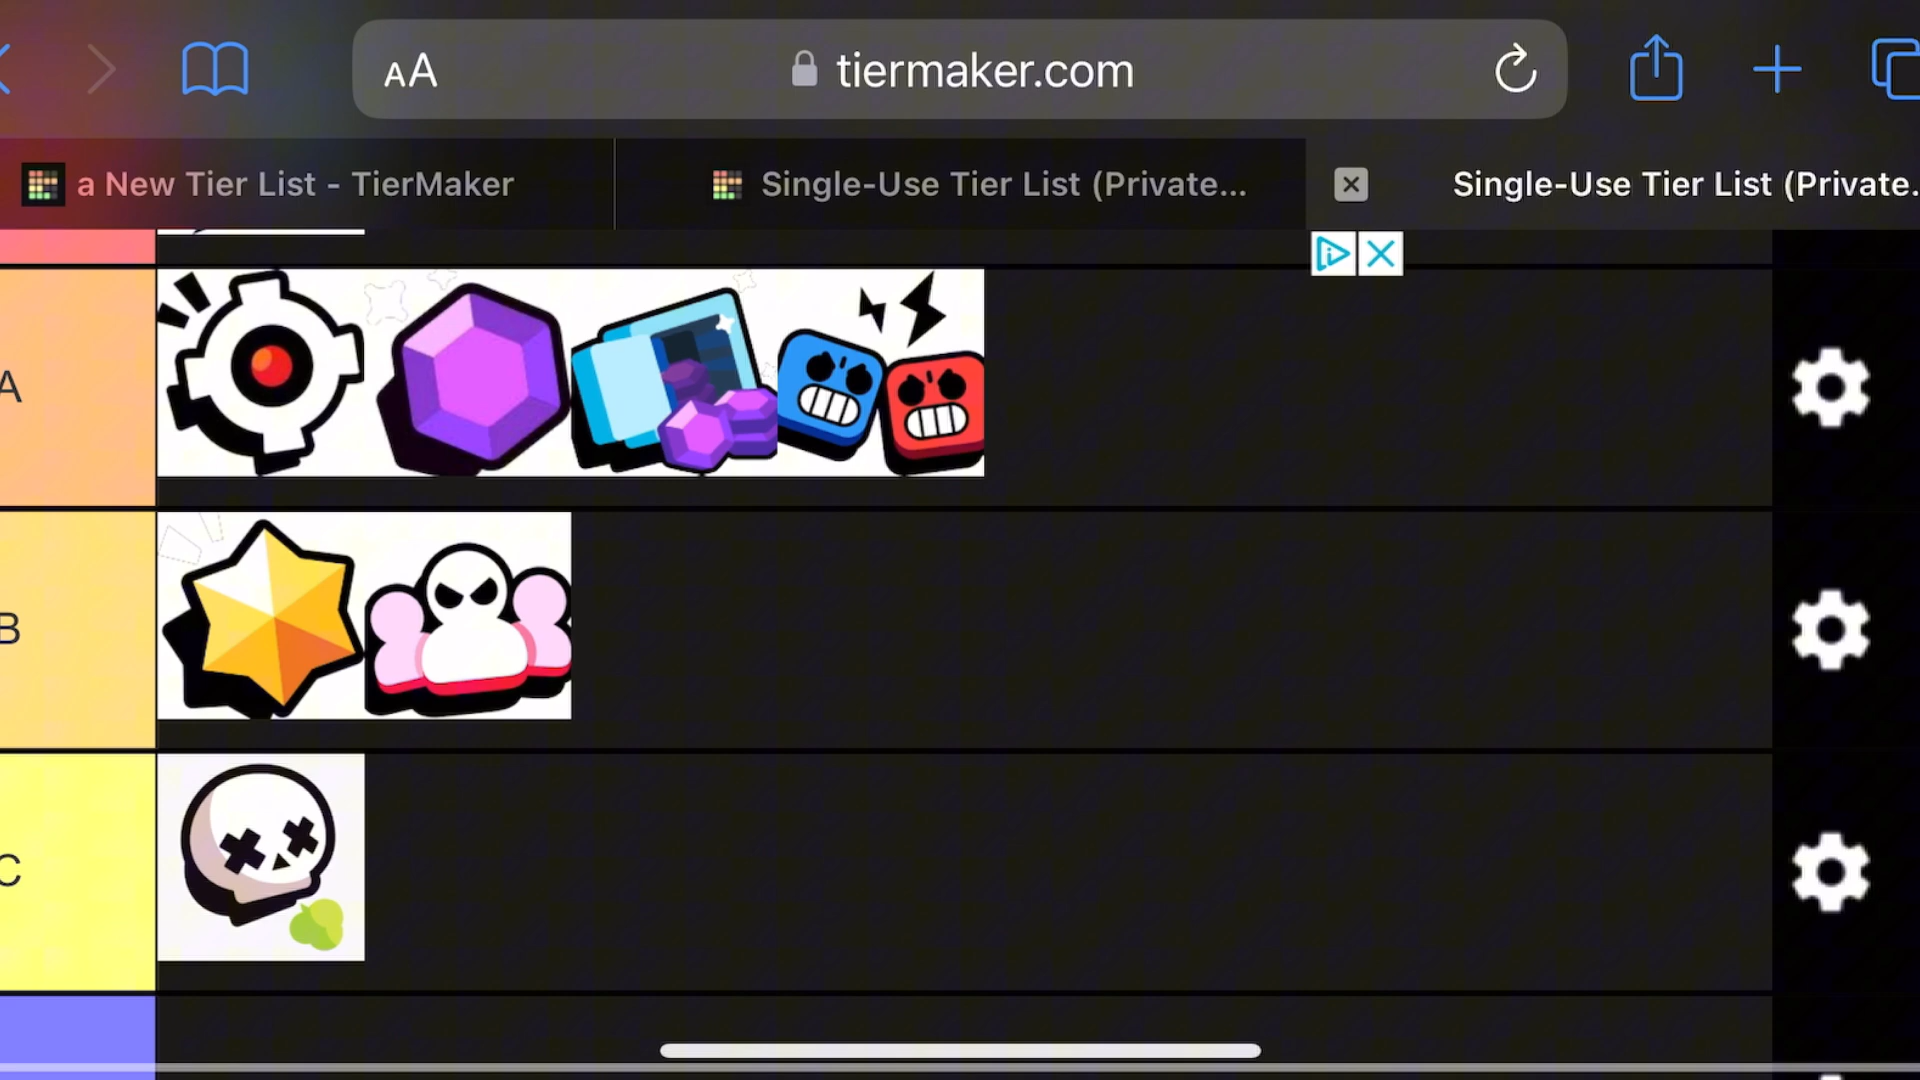 AA
tiermaker.com
a New Tier List - TierMaker
Single-Use Tier List (Private...
Single-Use Tier List (Private.
A
B
C